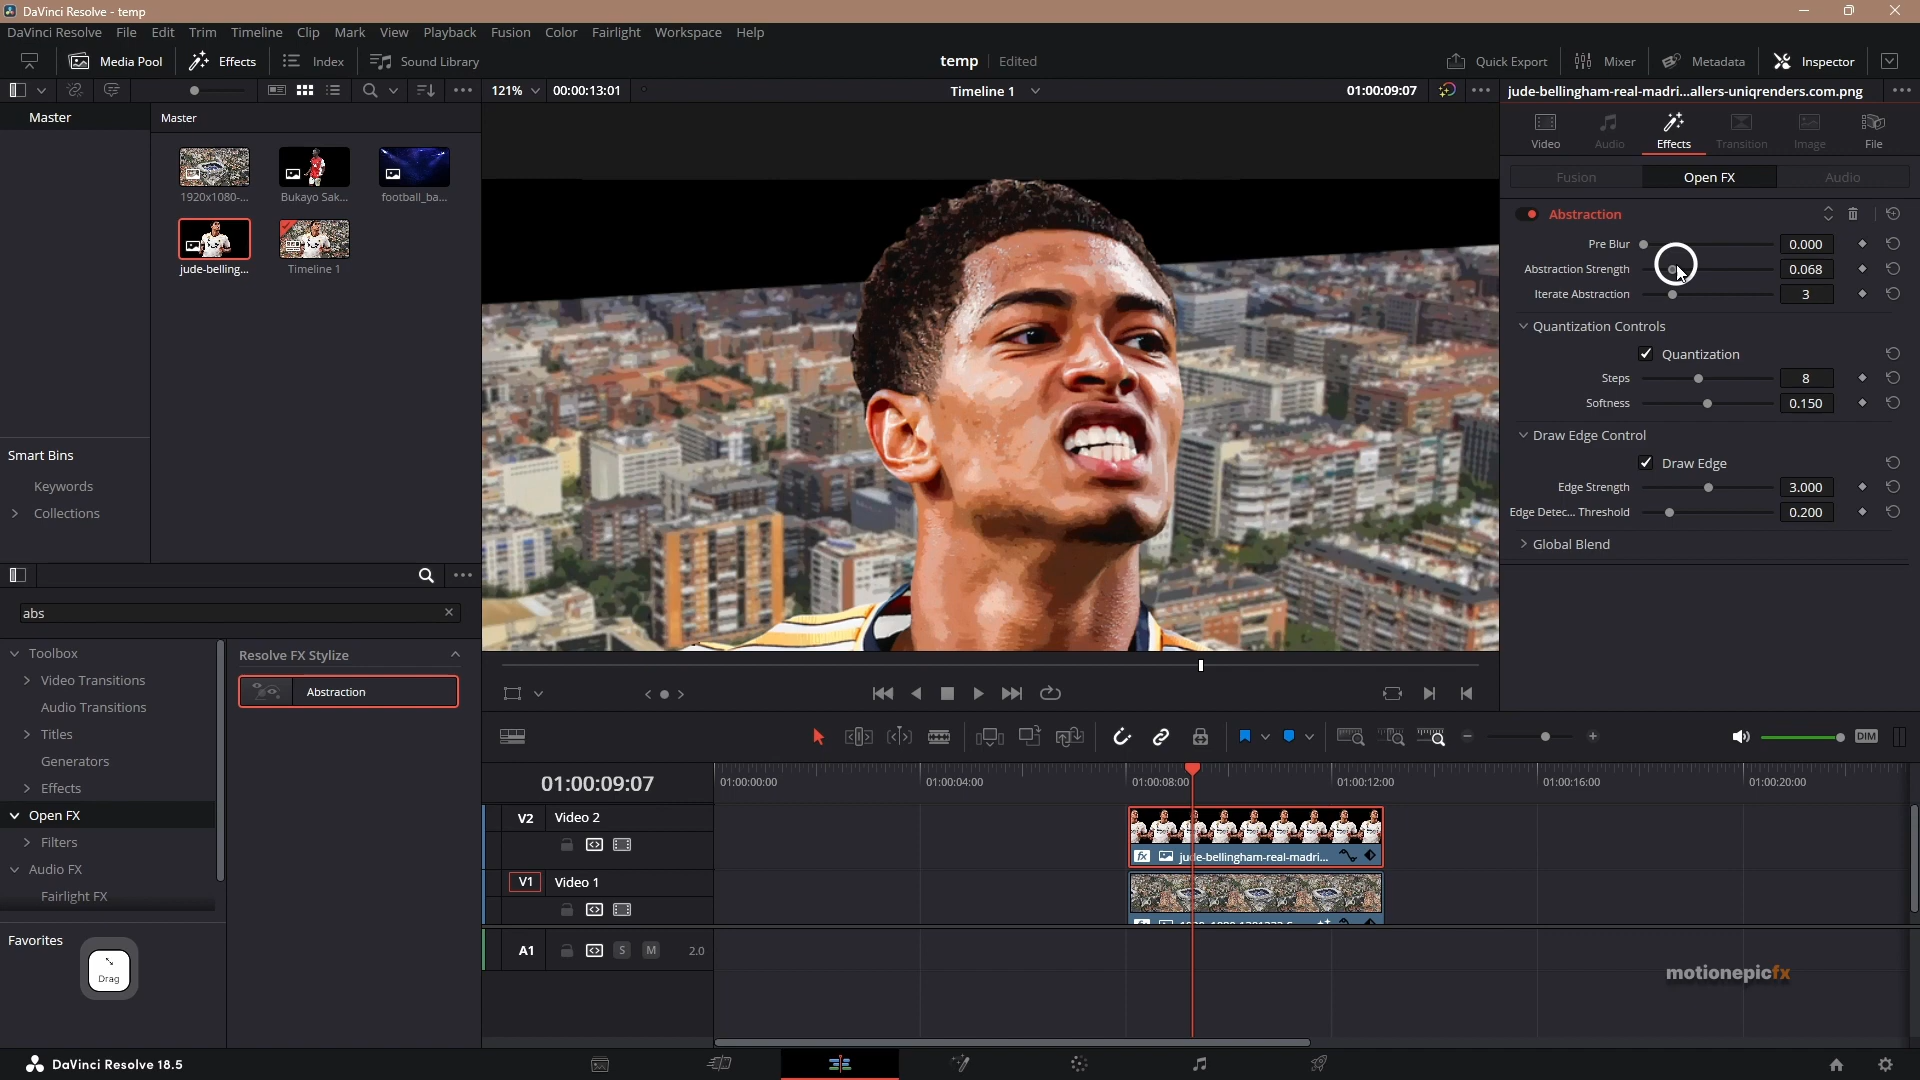 DaVinci Resolve - temp
DaVinci Resolve File Edit Trim Timeline Clip Mark View Playback Fusion Color Fairlight Workspace Help
Media Pool Effects Index Sound Library temp Edited Quick Export Mixer Metadata Inspector
121% 00:00:13:01 Timeline 1 01:00:09:07 jude-bellingham-real-madri...allers-uniqrenders.com.png
Master
Master
Video Audio Effects Transition Image File
Fusion Open FX Audio
1920x1080-... Bukayo Sak... football_ba...
jude-belling... Timeline 1
Abstraction
Pre Blur 0.000
Abstraction Strength 0.068
Iterate Abstraction 3
Quantization Controls
Quantization
Steps 8
Softness 0.150
Draw Edge Control
Draw Edge
Edge Strength 3.000
Edge Detec... Threshold 0.200
Global Blend
Smart Bins
Keywords
Collections
abs
Toolbox
Video Transitions
Audio Transitions
Titles
Generators
Effects
Open FX
Filters
Audio FX
Fairlight FX
Favorites
Drag
Resolve FX Stylize
Abstraction
DIM
01:00:09:07 01:00:00:00 01:00:04:00 01:00:08:00 01:00:12:00 01:00:16:00 01:00:20:00
V2 Video 2
fx jude-bellingham-real-madri...
V1 Video 1
A1 S M 2.0
motionepicfx
DaVinci Resolve 18.5